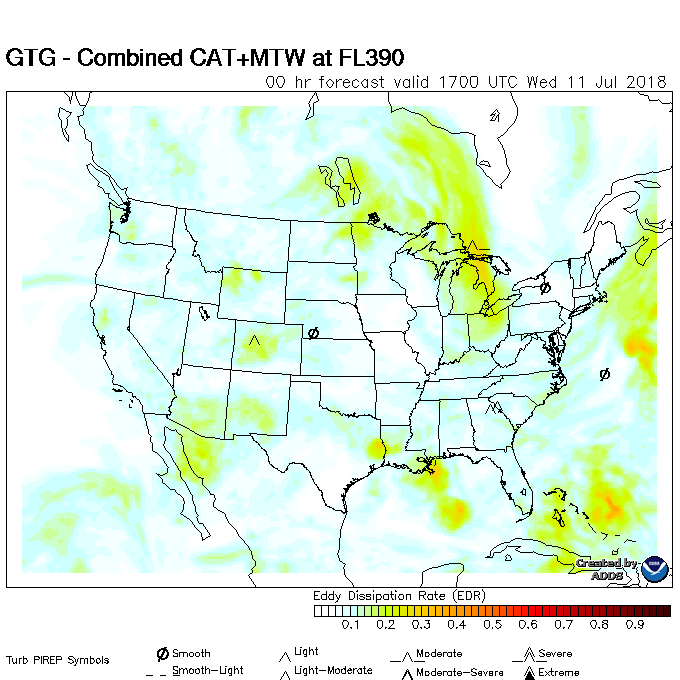 GTG - Combined CAT+MTW at FL390
00 hr forecast valid 1700 UTC Wed 11 Jul 2018
Created by
ADDS
Eddy Dissipation Rate (EDR)
0.1 0.2 0.3 0.4 0.5 0.6 0.7 0.8 0.9
Turb PIREP Symbols
Smooth Light Moderate Severe
Smooth-Light Light-Moderate Moderate-Severe Extreme